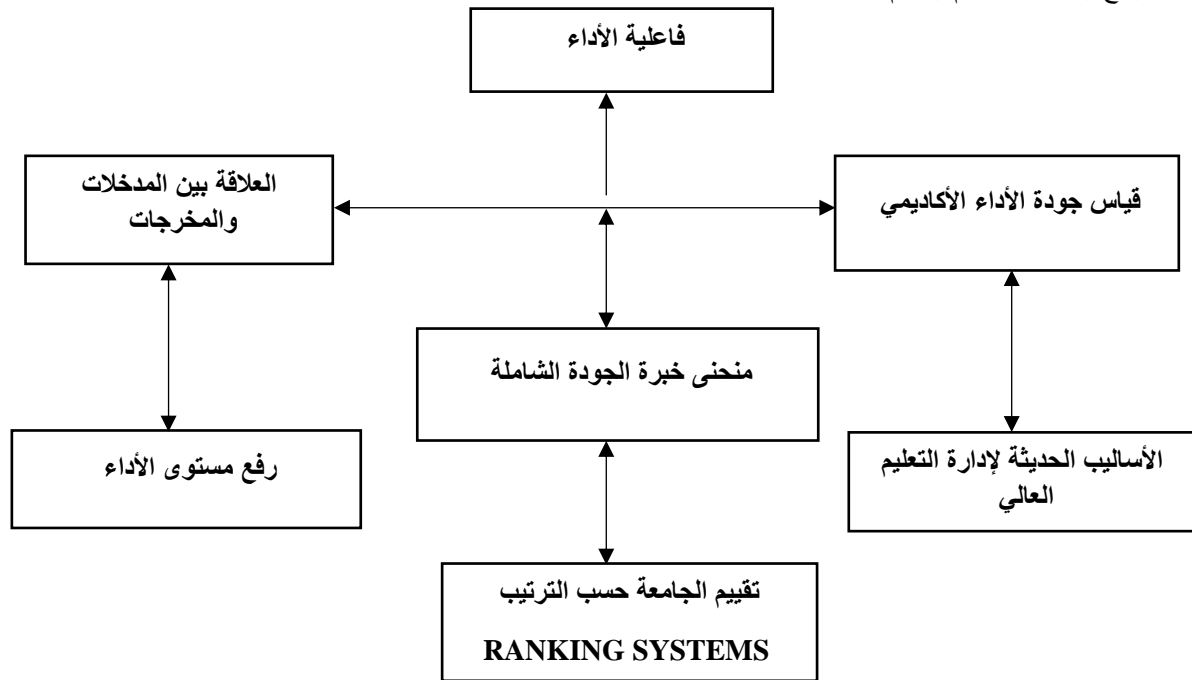 فاعلية الأداء
قياس جودة الأداء الأكاديمي
العلاقة بين المدخلات
والمخرجات
منحنى خبرة الجودة الشاملة
الأساليب الحديثة لإدارة التعليم
العالي
رفع مستوى الأداء
تقييم الجامعة حسب الترتيب
RANKING SYSTEMS